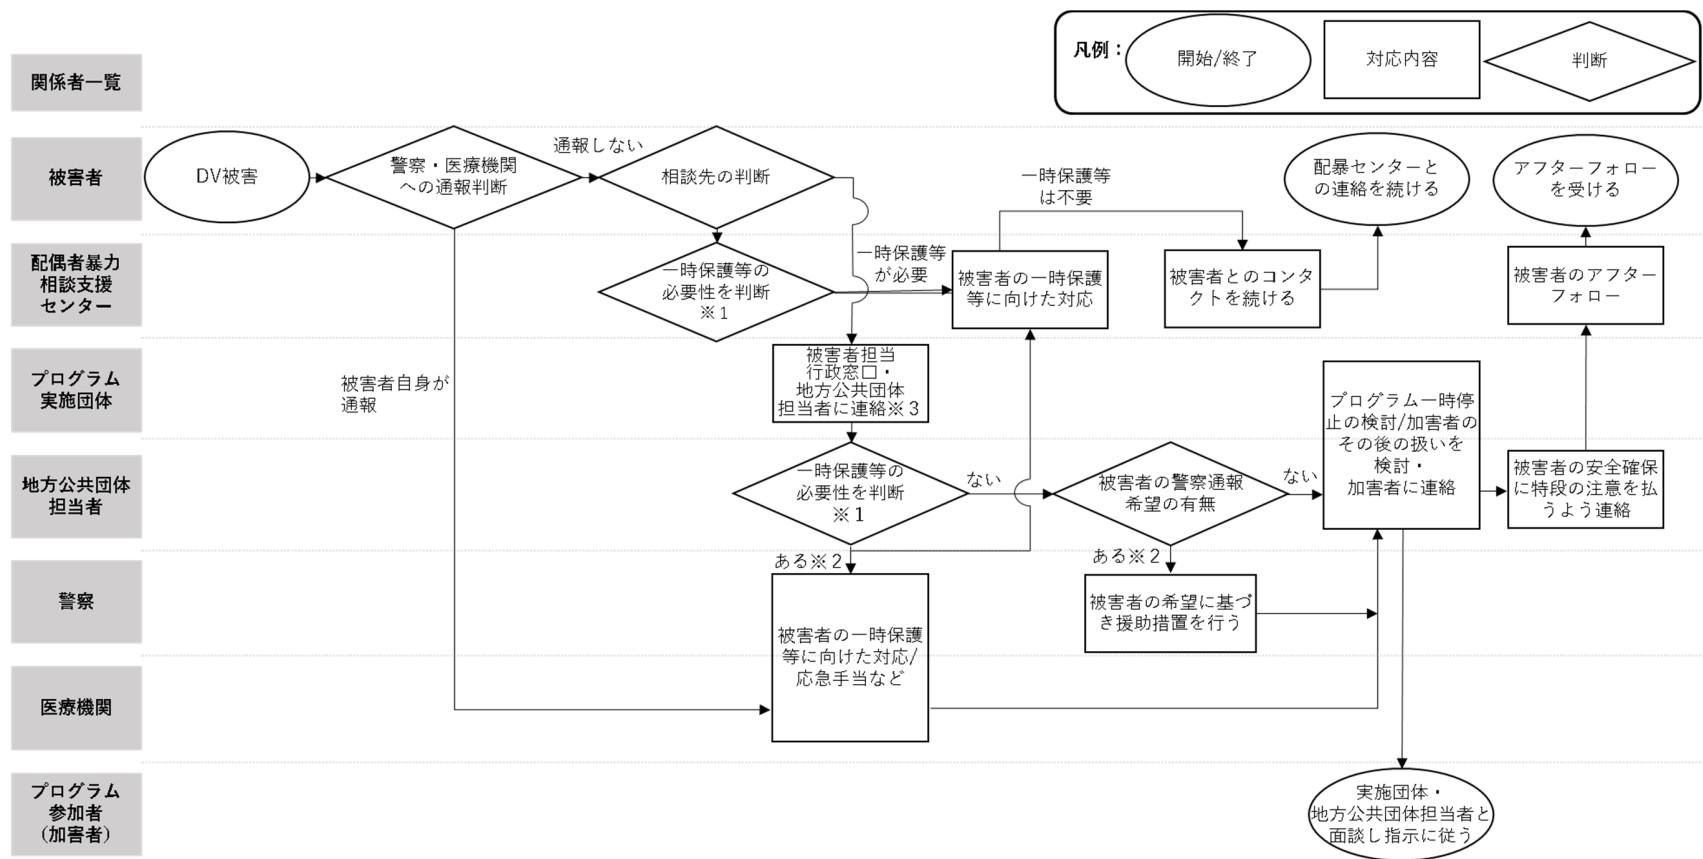 凡例：
開始/終了
対応内容
判断
関係者一覧
被害者
DV被害
警察・医療機関
への通報判断
通報しない
相談先の判断
一時保護等
は不要
配暴センターと
の連絡を続ける
アフターフォロー
を受ける
配偶者暴力
相談支援
センター
一時保護等の
必要性を判断
※１
一時保護等
が必要
被害者の一時保護
等に向けた対応
被害者とのコンタ
クトを続ける
被害者のアフター
フォロー
プログラム
実施団体
被害者自身が
通報
被害者担当
行政窓口・
地方公共団体
担当者に連絡※３
プログラム一時停
止の検討/加害者の
その後の扱いを
検討・
加害者に連絡
地方公共団体
担当者
一時保護等の
必要性を判断
※１
ない
被害者の警察通報
希望の有無
ない
被害者の安全確保
に特段の注意を払
うよう連絡
ある※２
ある※２
警察
被害者の希望に基づ
き援助措置を行う
被害者の一時保護
等に向けた対応/
応急手当など
医療機関
プログラム
参加者
(加害者)
実施団体・
地方公共団体担当者と
面談し指示に従う